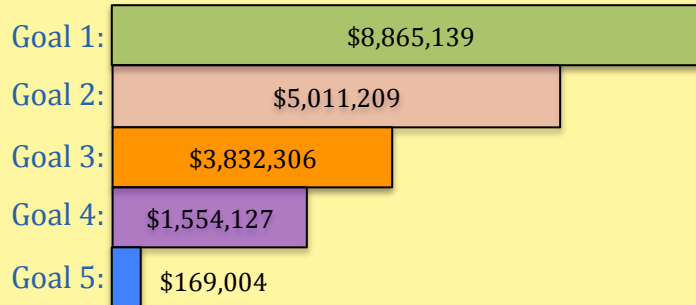 Goal 1: $8,865,139
Goal 2: $5,011,209
Goal 3: $3,832,306
Goal 4: $1,554,127
Goal 5: $169,004